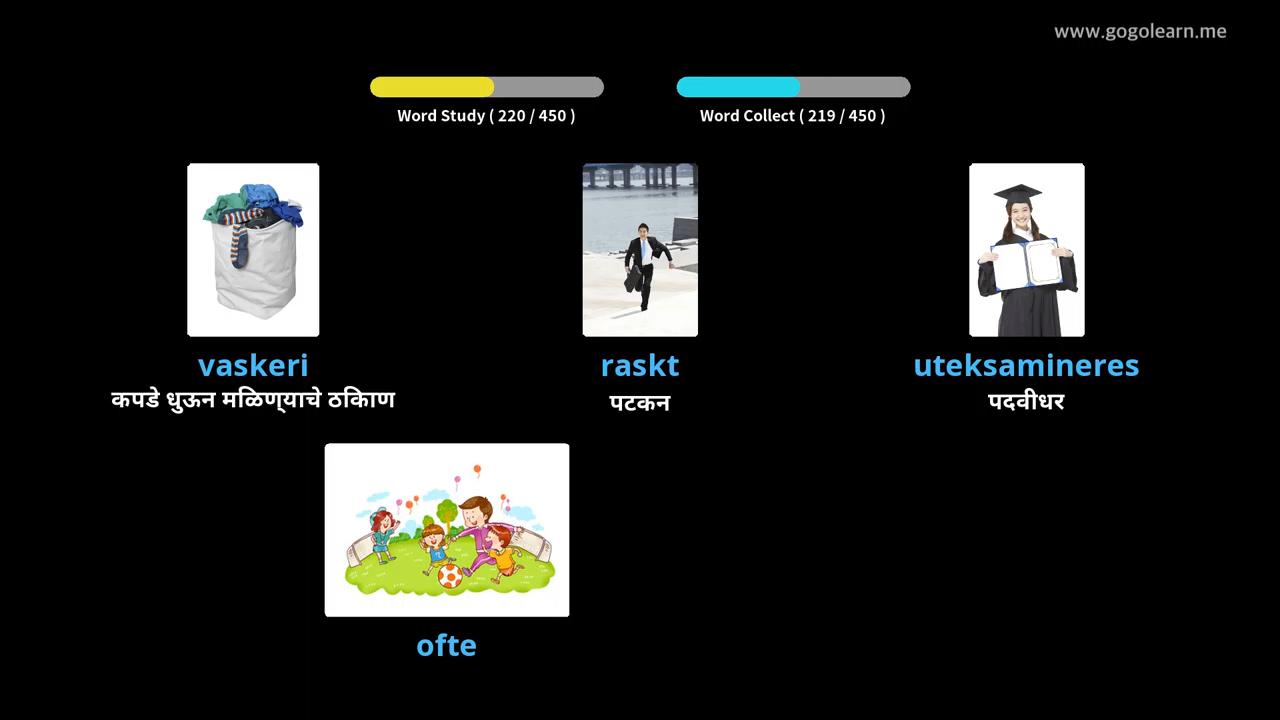 www.gogolearn.me
Word Study ( 220 / 450 )
Word Collect ( 219 / 450 )
vaskeri
raskt
uteksamineres
कपडे धुऊन मळिण्याचे ठकिाण
पटकन
पदवीधर
ofte